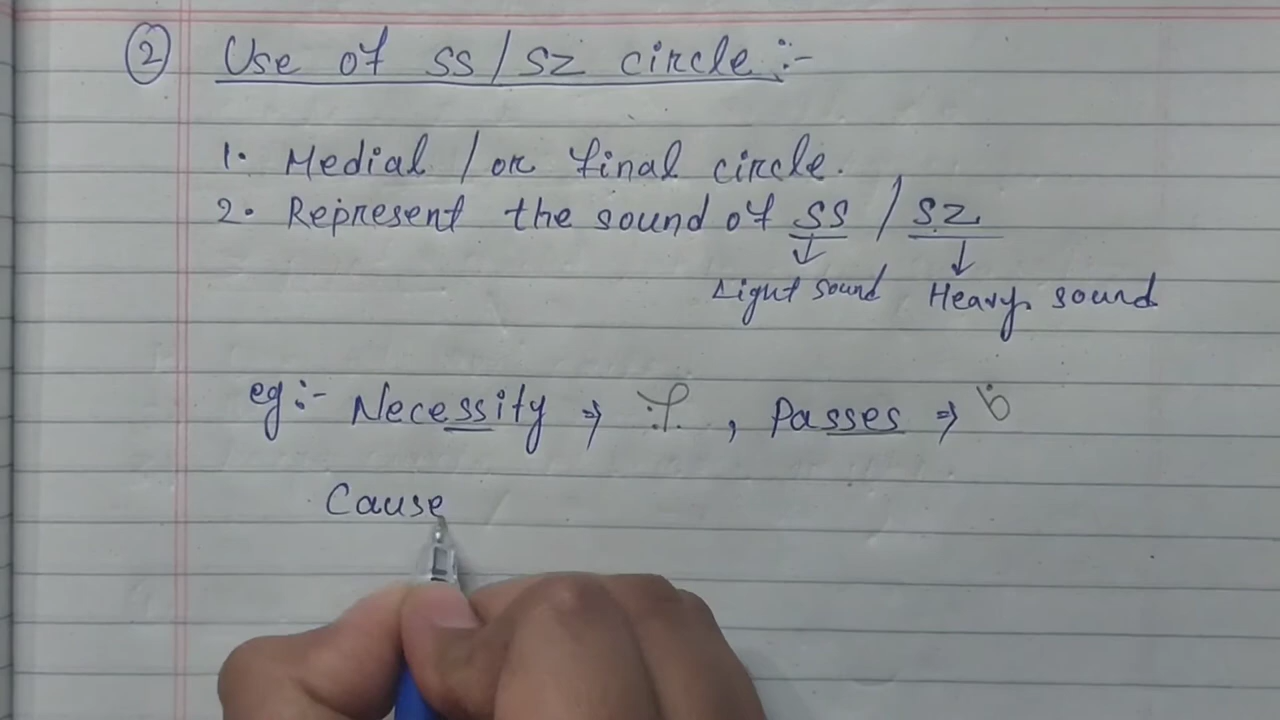 ② Use of ss/sz circle :-
1. Medial / or final circle.
2. Represent the sound of ss / sz
↓ ↓
Light sound Heavy sound
eg :- Necessity ⇒ , Passes ⇒
Cause